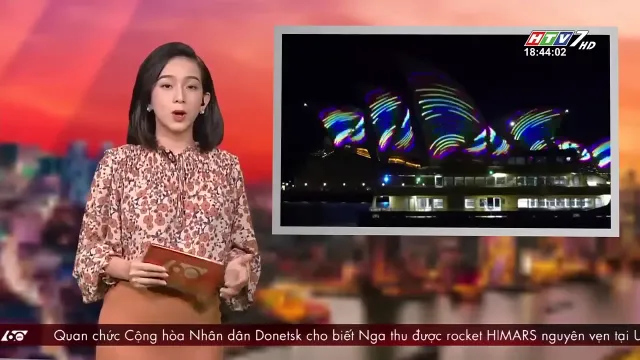 HTV7 HD
18:44:02
60
Quan chức Cộng hòa Nhân dân Donetsk cho biết Nga thu được rocket HIMARS nguyên vẹn tại L